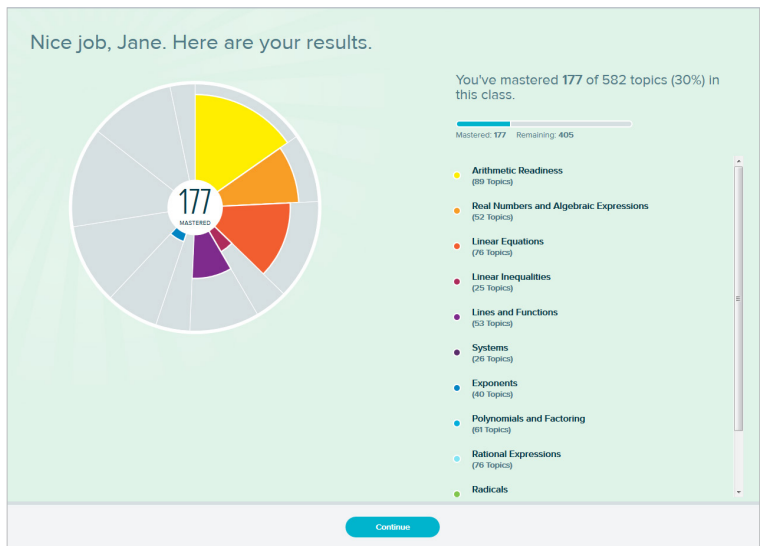 Nice job, Jane. Here are your results.
177
MASTERED
You've mastered 177 of 582 topics (30%) in
this class.
Mastered: 177 Remaining: 405
Arithmetic Readiness
(89 Topics)
Real Numbers and Algebraic Expressions
(52 Topics)
Linear Equations
(76 Topics)
Linear Inequalities
(25 Topics)
Lines and Functions
(53 Topics)
Systems
(26 Topics)
Exponents
(40 Topics)
Polynomials and Factoring
(61 Topics)
Rational Expressions
(76 Topics)
Radicals
Continue